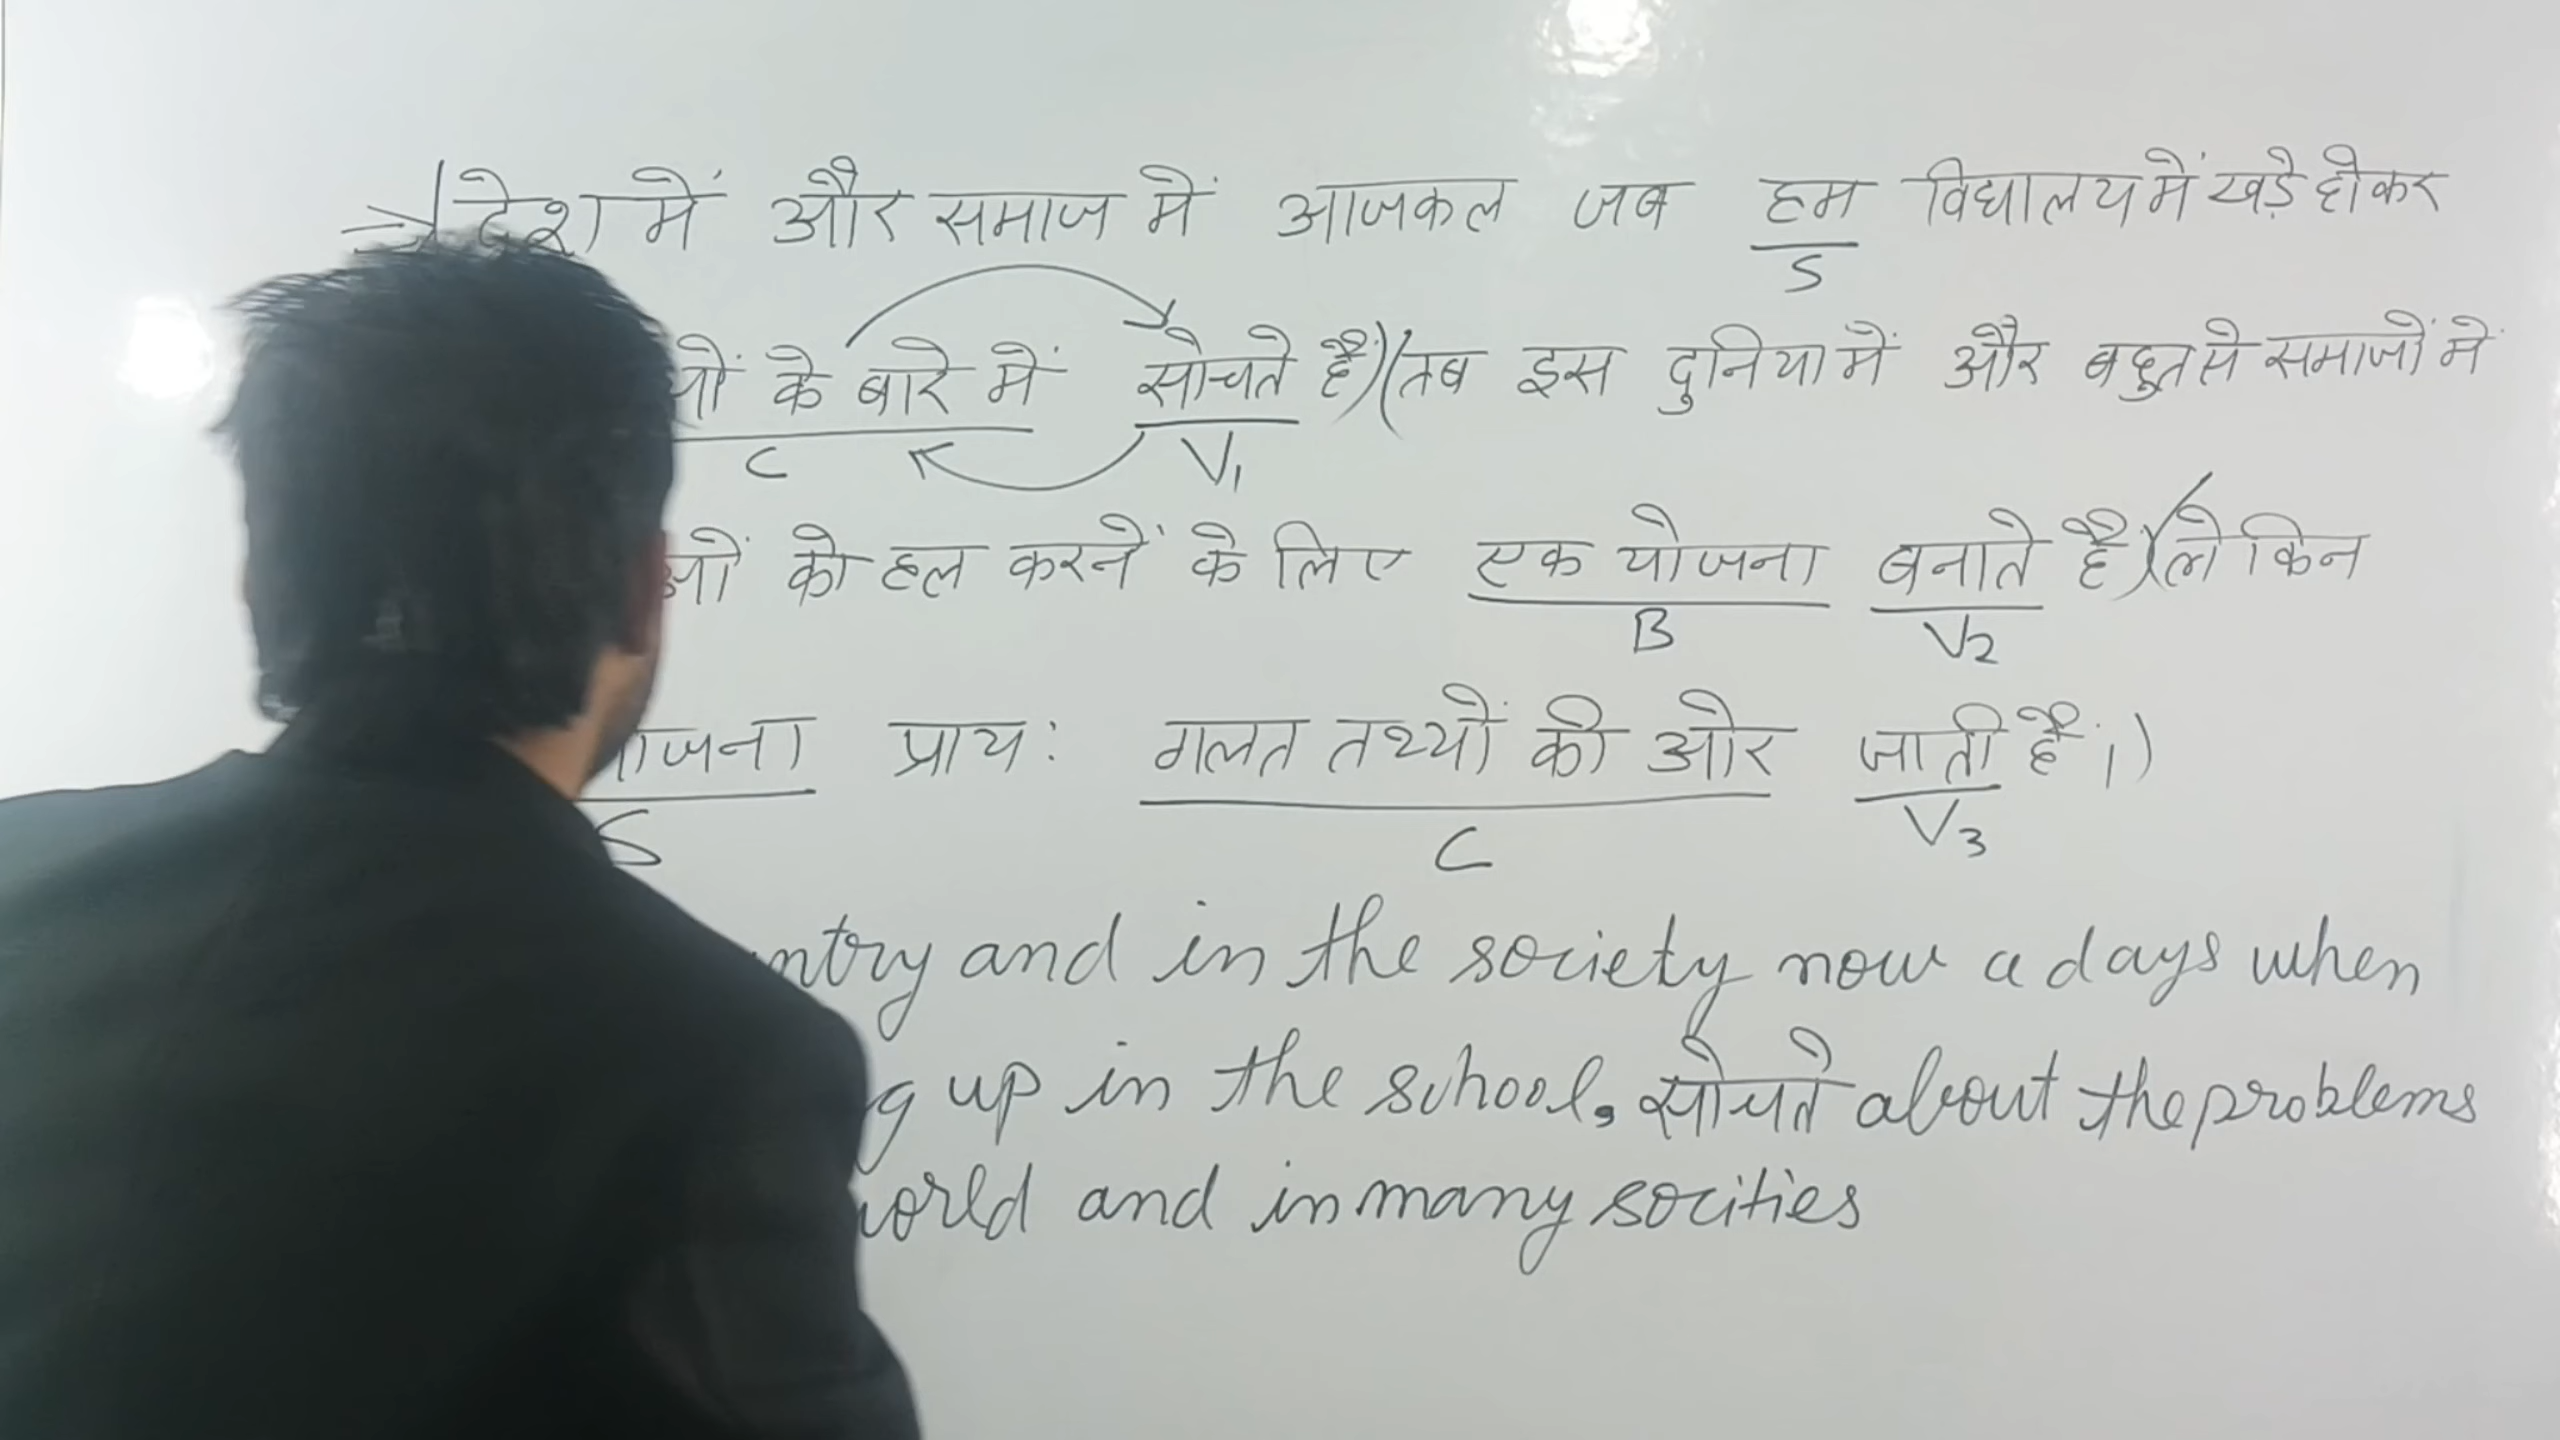 देश में और समाज में आजकल जब हम विद्यालय में खड़े होकर
S
के बारे में सोचते हैं) (तब इस दुनिया में और बहुत से समाजों में
C V1
को हल करनें के लिए एक योजना बनाते हैं) (लेकिन
B V2
प्रायः गलत तथ्यों की ओर जाती है।)
S C V3
and in the society now a days when
up in the school, सोचते about the problems
and in many socities